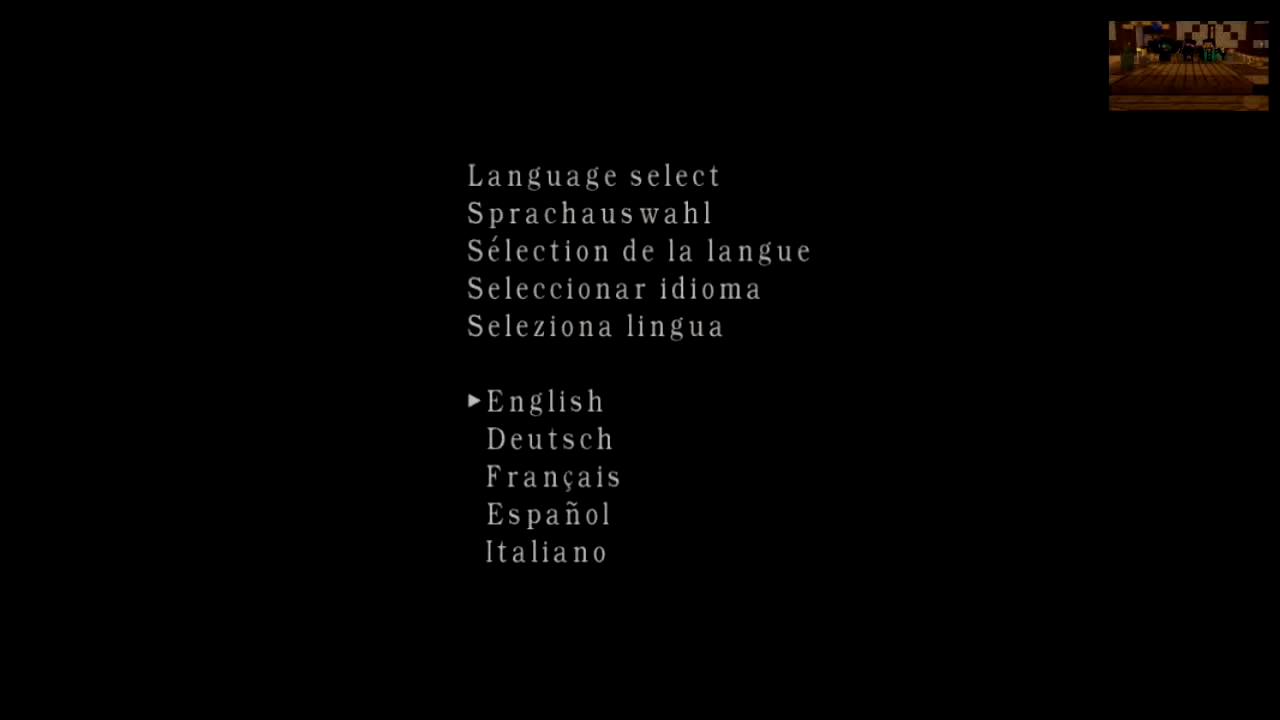 Language select
Sprachauswahl
Sélection de la langue
Seleccionar idioma
Seleziona lingua
▶English
Deutsch
Français
Español
Italiano